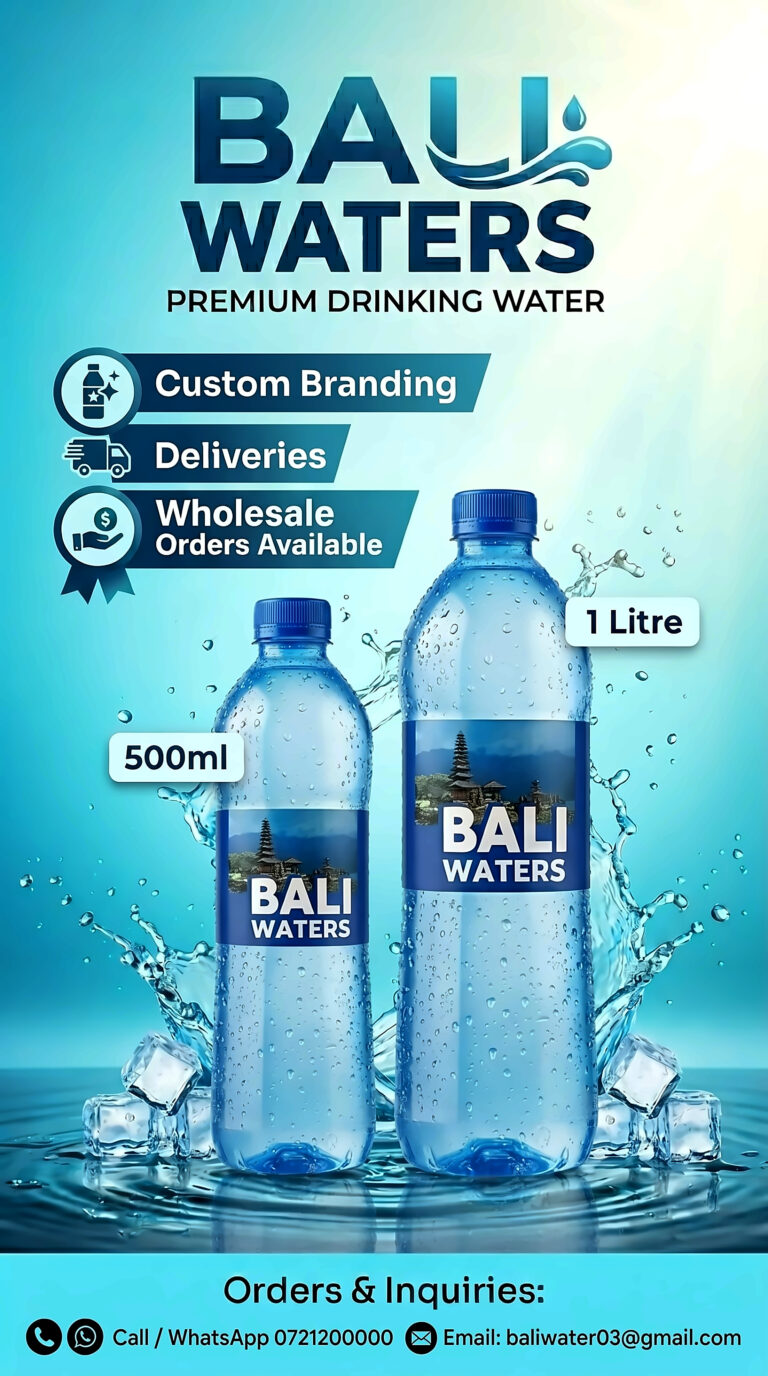 BALI
WATERS
PREMIUM DRINKING WATER
Custom Branding
Deliveries
$
Wholesale
Orders Available
1 Litre
500ml
BALI
WATERS
BALI
WATERS
Orders & Inquiries:
Call / WhatsApp 0721200000 Email: baliwater03@gmail.com